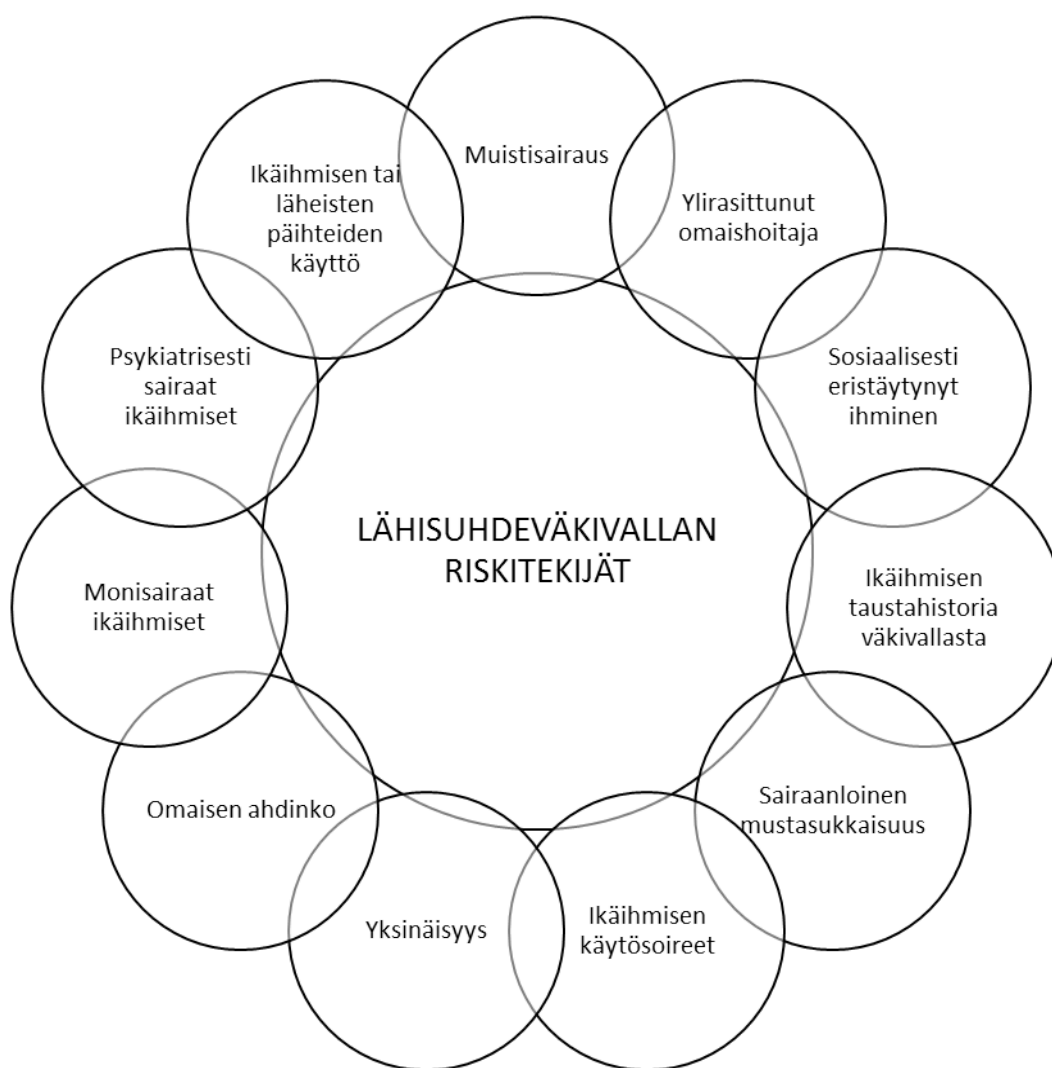 Muistisairaus
Ylirasittunut
omaishoitaja
Sosiaalisesti
eristäytynyt
ihminen
Ikäihmisen
taustahistoria
väkivallasta
Sairaanloinen
mustasukkaisuus
Ikäihmisen
käytösoireet
Yksinäisyys
Omaisen ahdinko
Monisairaat
ikäihmiset
Psykiatrisesti
sairaat
ikäihmiset
Ikäihmisen tai
läheisten
päihteiden
käyttö
LÄHISUHDEVÄKIVALLAN
RISKITEKIJÄT